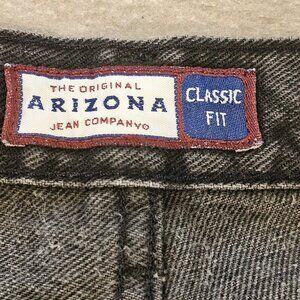 THE ORIGINAL
ARIZONA
JEAN COMPANY
CLASSIC
FIT